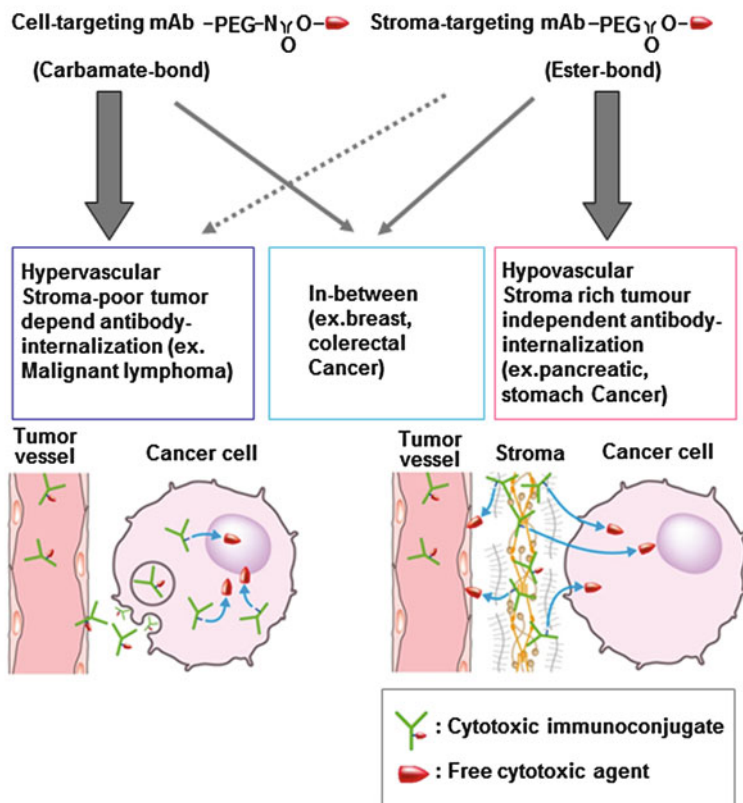 Cell-targeting mAb –PEG–N O–
O
(Carbamate-bond)
Stroma-targeting mAb –PEG O–
O
(Ester-bond)
Hypervascular
Stroma-poor tumor
depend antibody-
internalization (ex.
Malignant lymphoma)
In-between
(ex.breast,
colerectal
Cancer)
Hypovascular
Stroma rich tumour
independent antibody-
internalization
(ex.pancreatic,
stomach Cancer)
Tumor
vessel
Cancer cell
Tumor
vessel
Stroma
Cancer cell
: Cytotoxic immunoconjugate
: Free cytotoxic agent